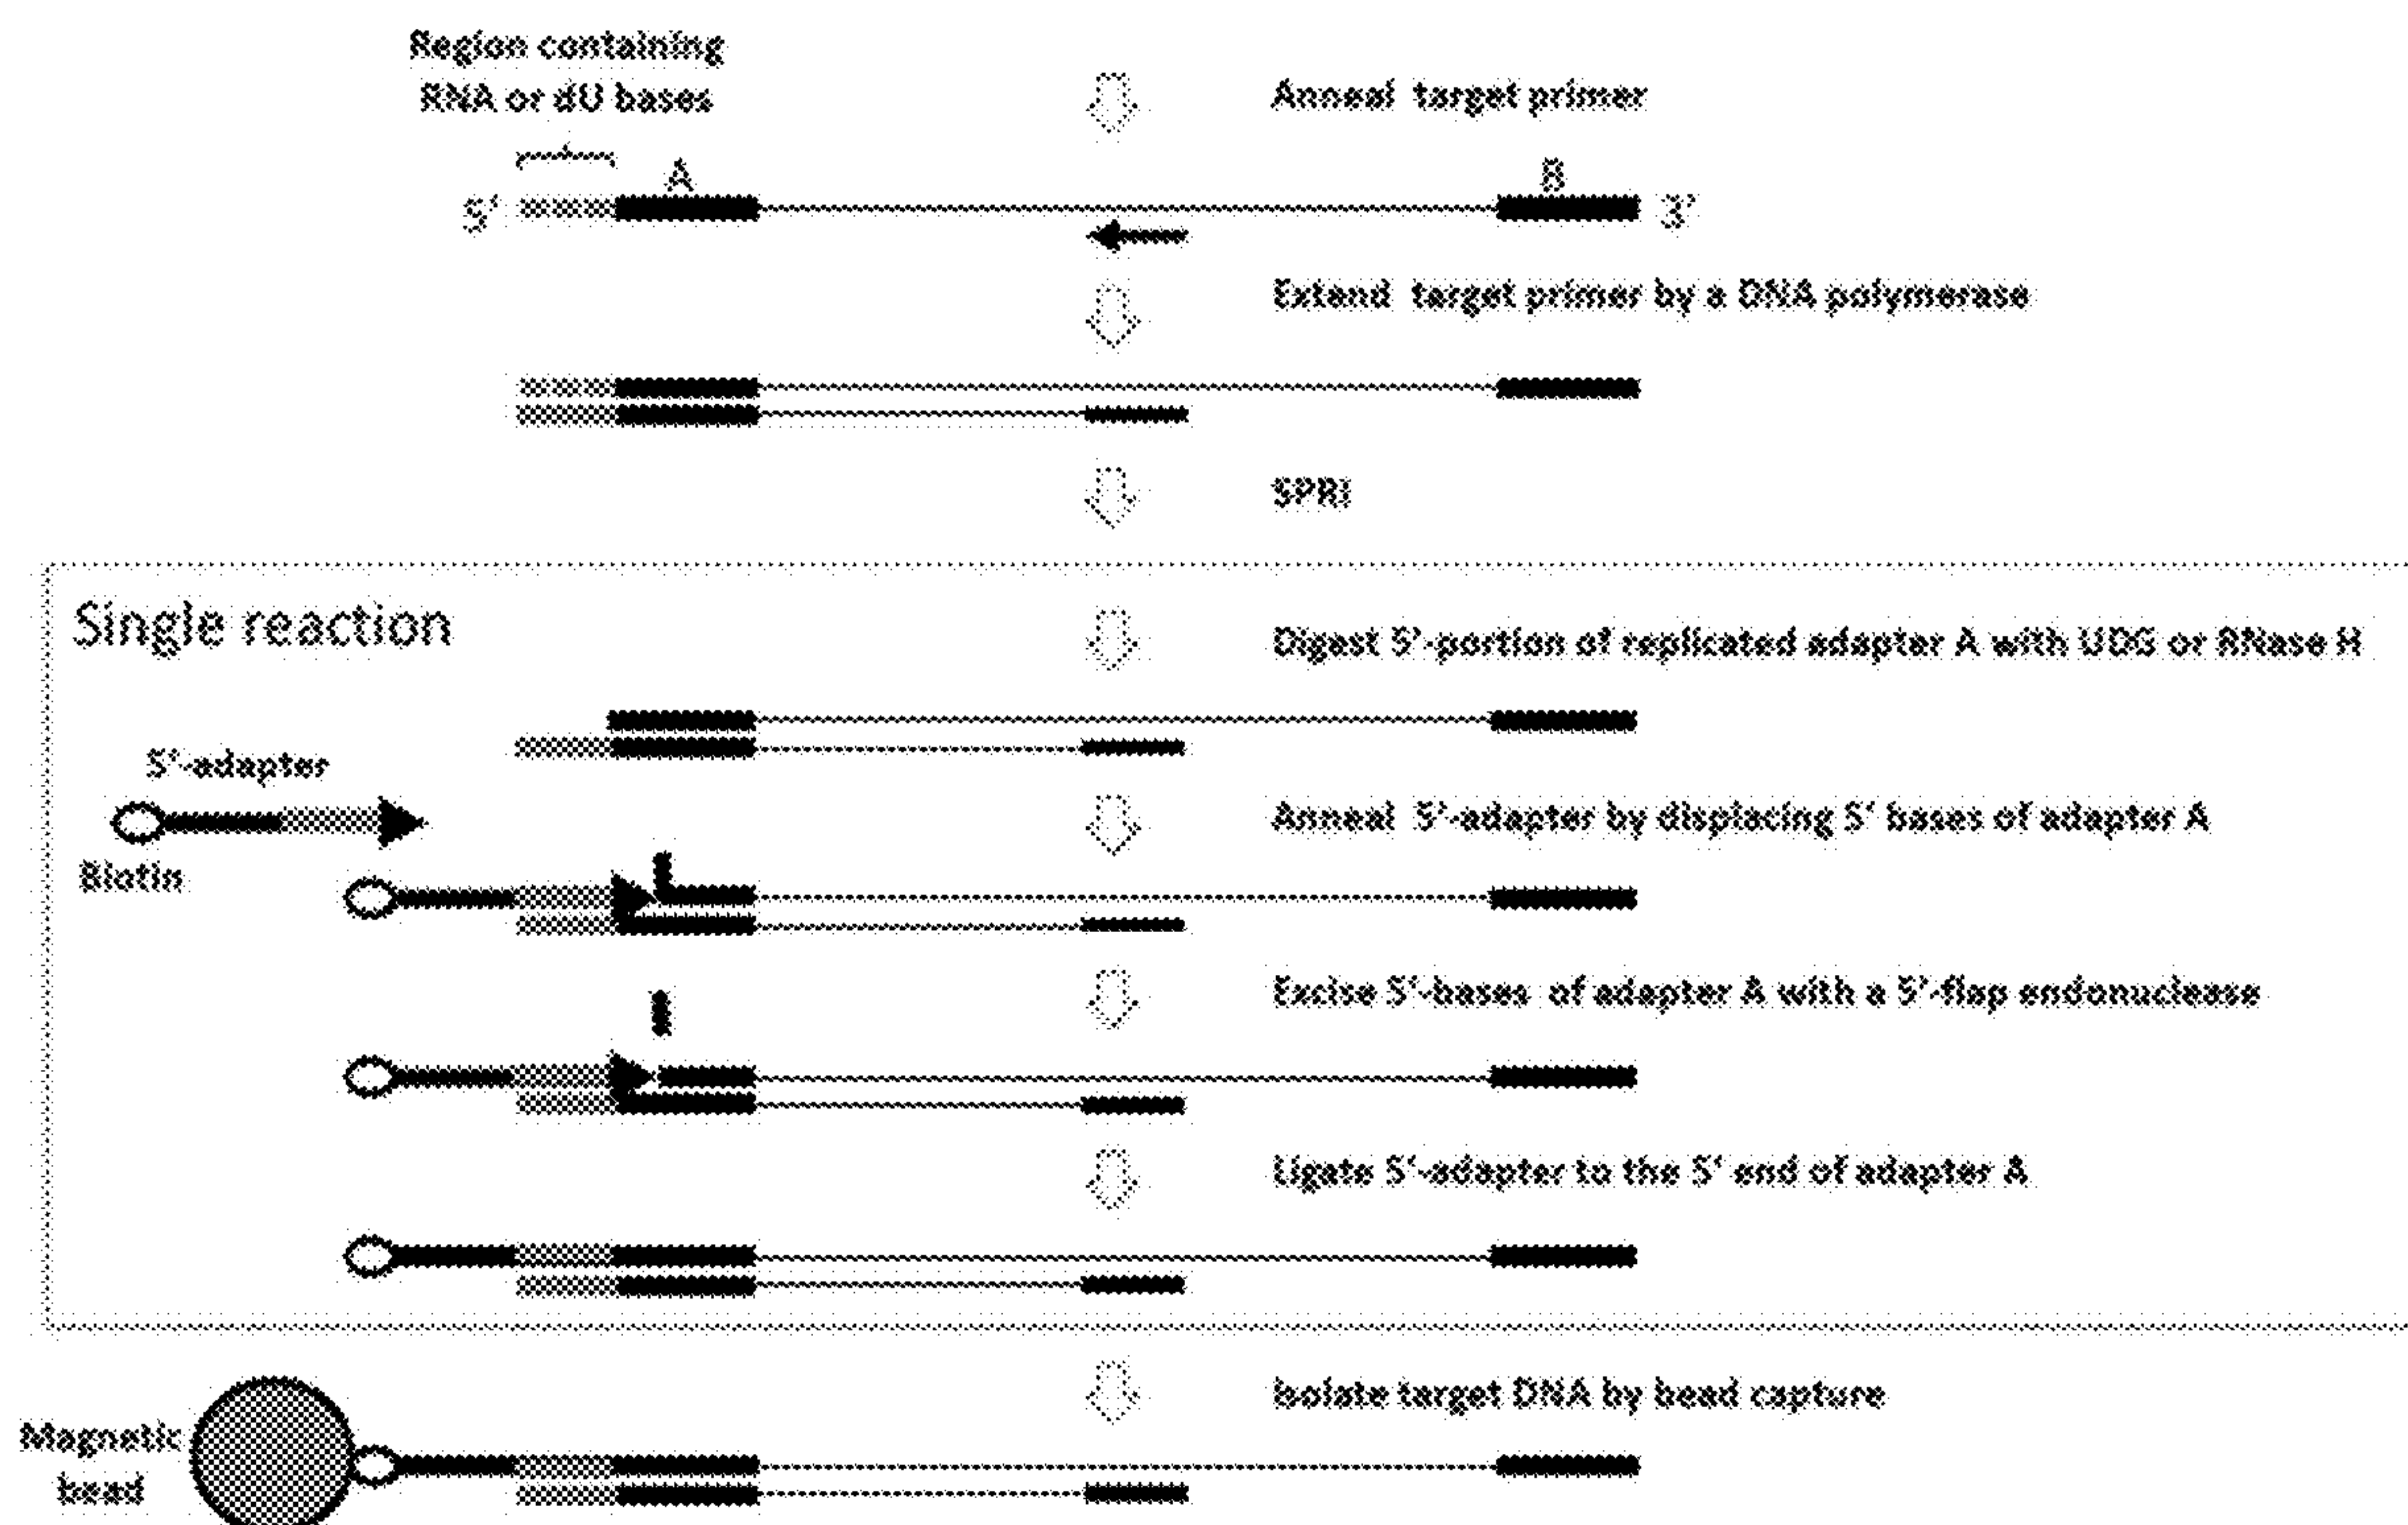 Region containing
RNA or dU bases
Anneal target primer
A
B
5'
3'
Extend target primer by a DNA polymerase
SPRI
Single reaction
Digest 5'-portion of replicated adapter A with UDG or RNase H
5'-adapter
Anneal 5'-adapter by displacing 5' bases of adapter A
Biotin
Excise 5'-bases of adapter A with a 5'-flap endonuclease
Ligate 5'-adapter to the 5' end of adapter A
Isolate target DNA by bead capture
Magnetic
bead